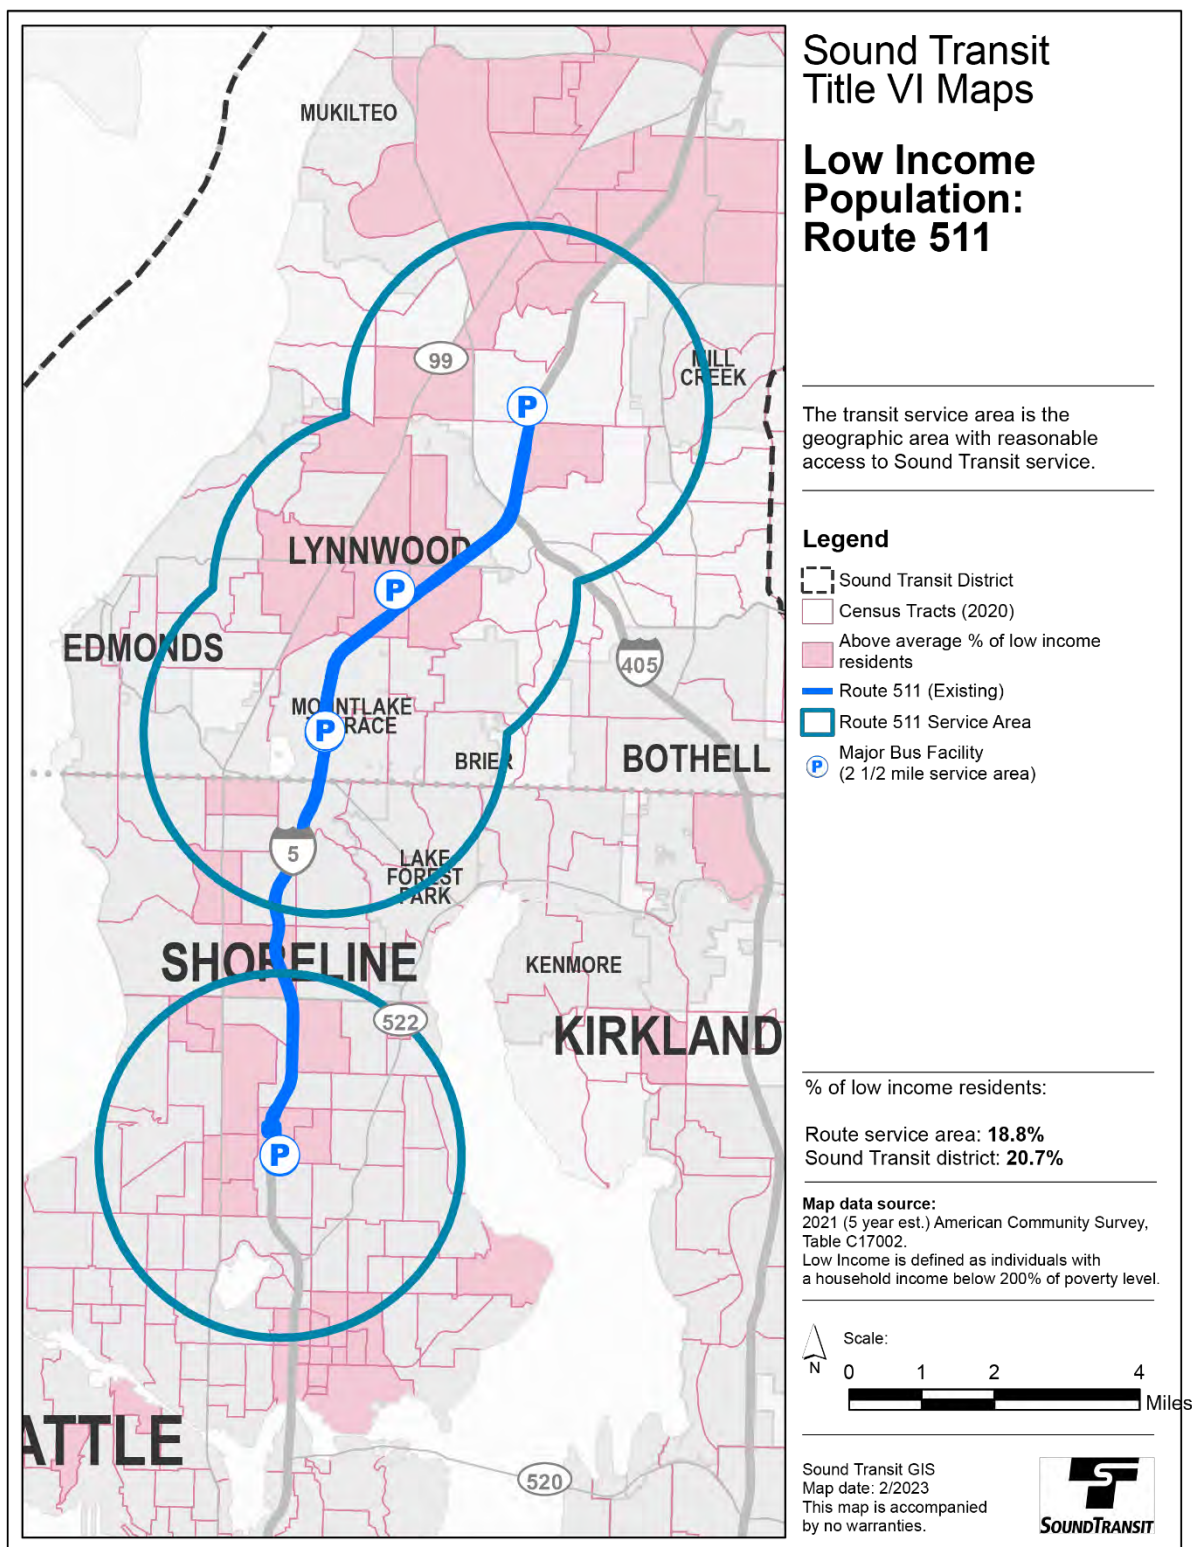 Sound Transit
Title VI Maps
Low Income
Population:
Route 511
The transit service area is the
geographic area with reasonable
access to Sound Transit service.
Legend
Sound Transit District
Census Tracts (2020)
Above average % of low income
residents
Route 511 (Existing)
Route 511 Service Area
P
Major Bus Facility
(2 1/2 mile service area)
% of low income residents:
Route service area: 18.8%
Sound Transit district: 20.7%
Map data source:
2021 (5 year est.) American Community Survey,
Table C17002.
Low Income is defined as individuals with
a household income below 200% of poverty level.
N
Scale:
0 1 2 4
Miles
Sound Transit GIS
Map date: 2/2023
This map is accompanied
by no warranties.
SOUNDTRANSIT
MUKILTEO
99
MILL
CREEK
P
LYNNWOOD
P
EDMONDS
405
MOUNTLAKE
TERRACE
P
BRIER
BOTHELL
5
LAKE
FOREST
PARK
SHORELINE
KENMORE
522
KIRKLAND
P
ATTLE
520